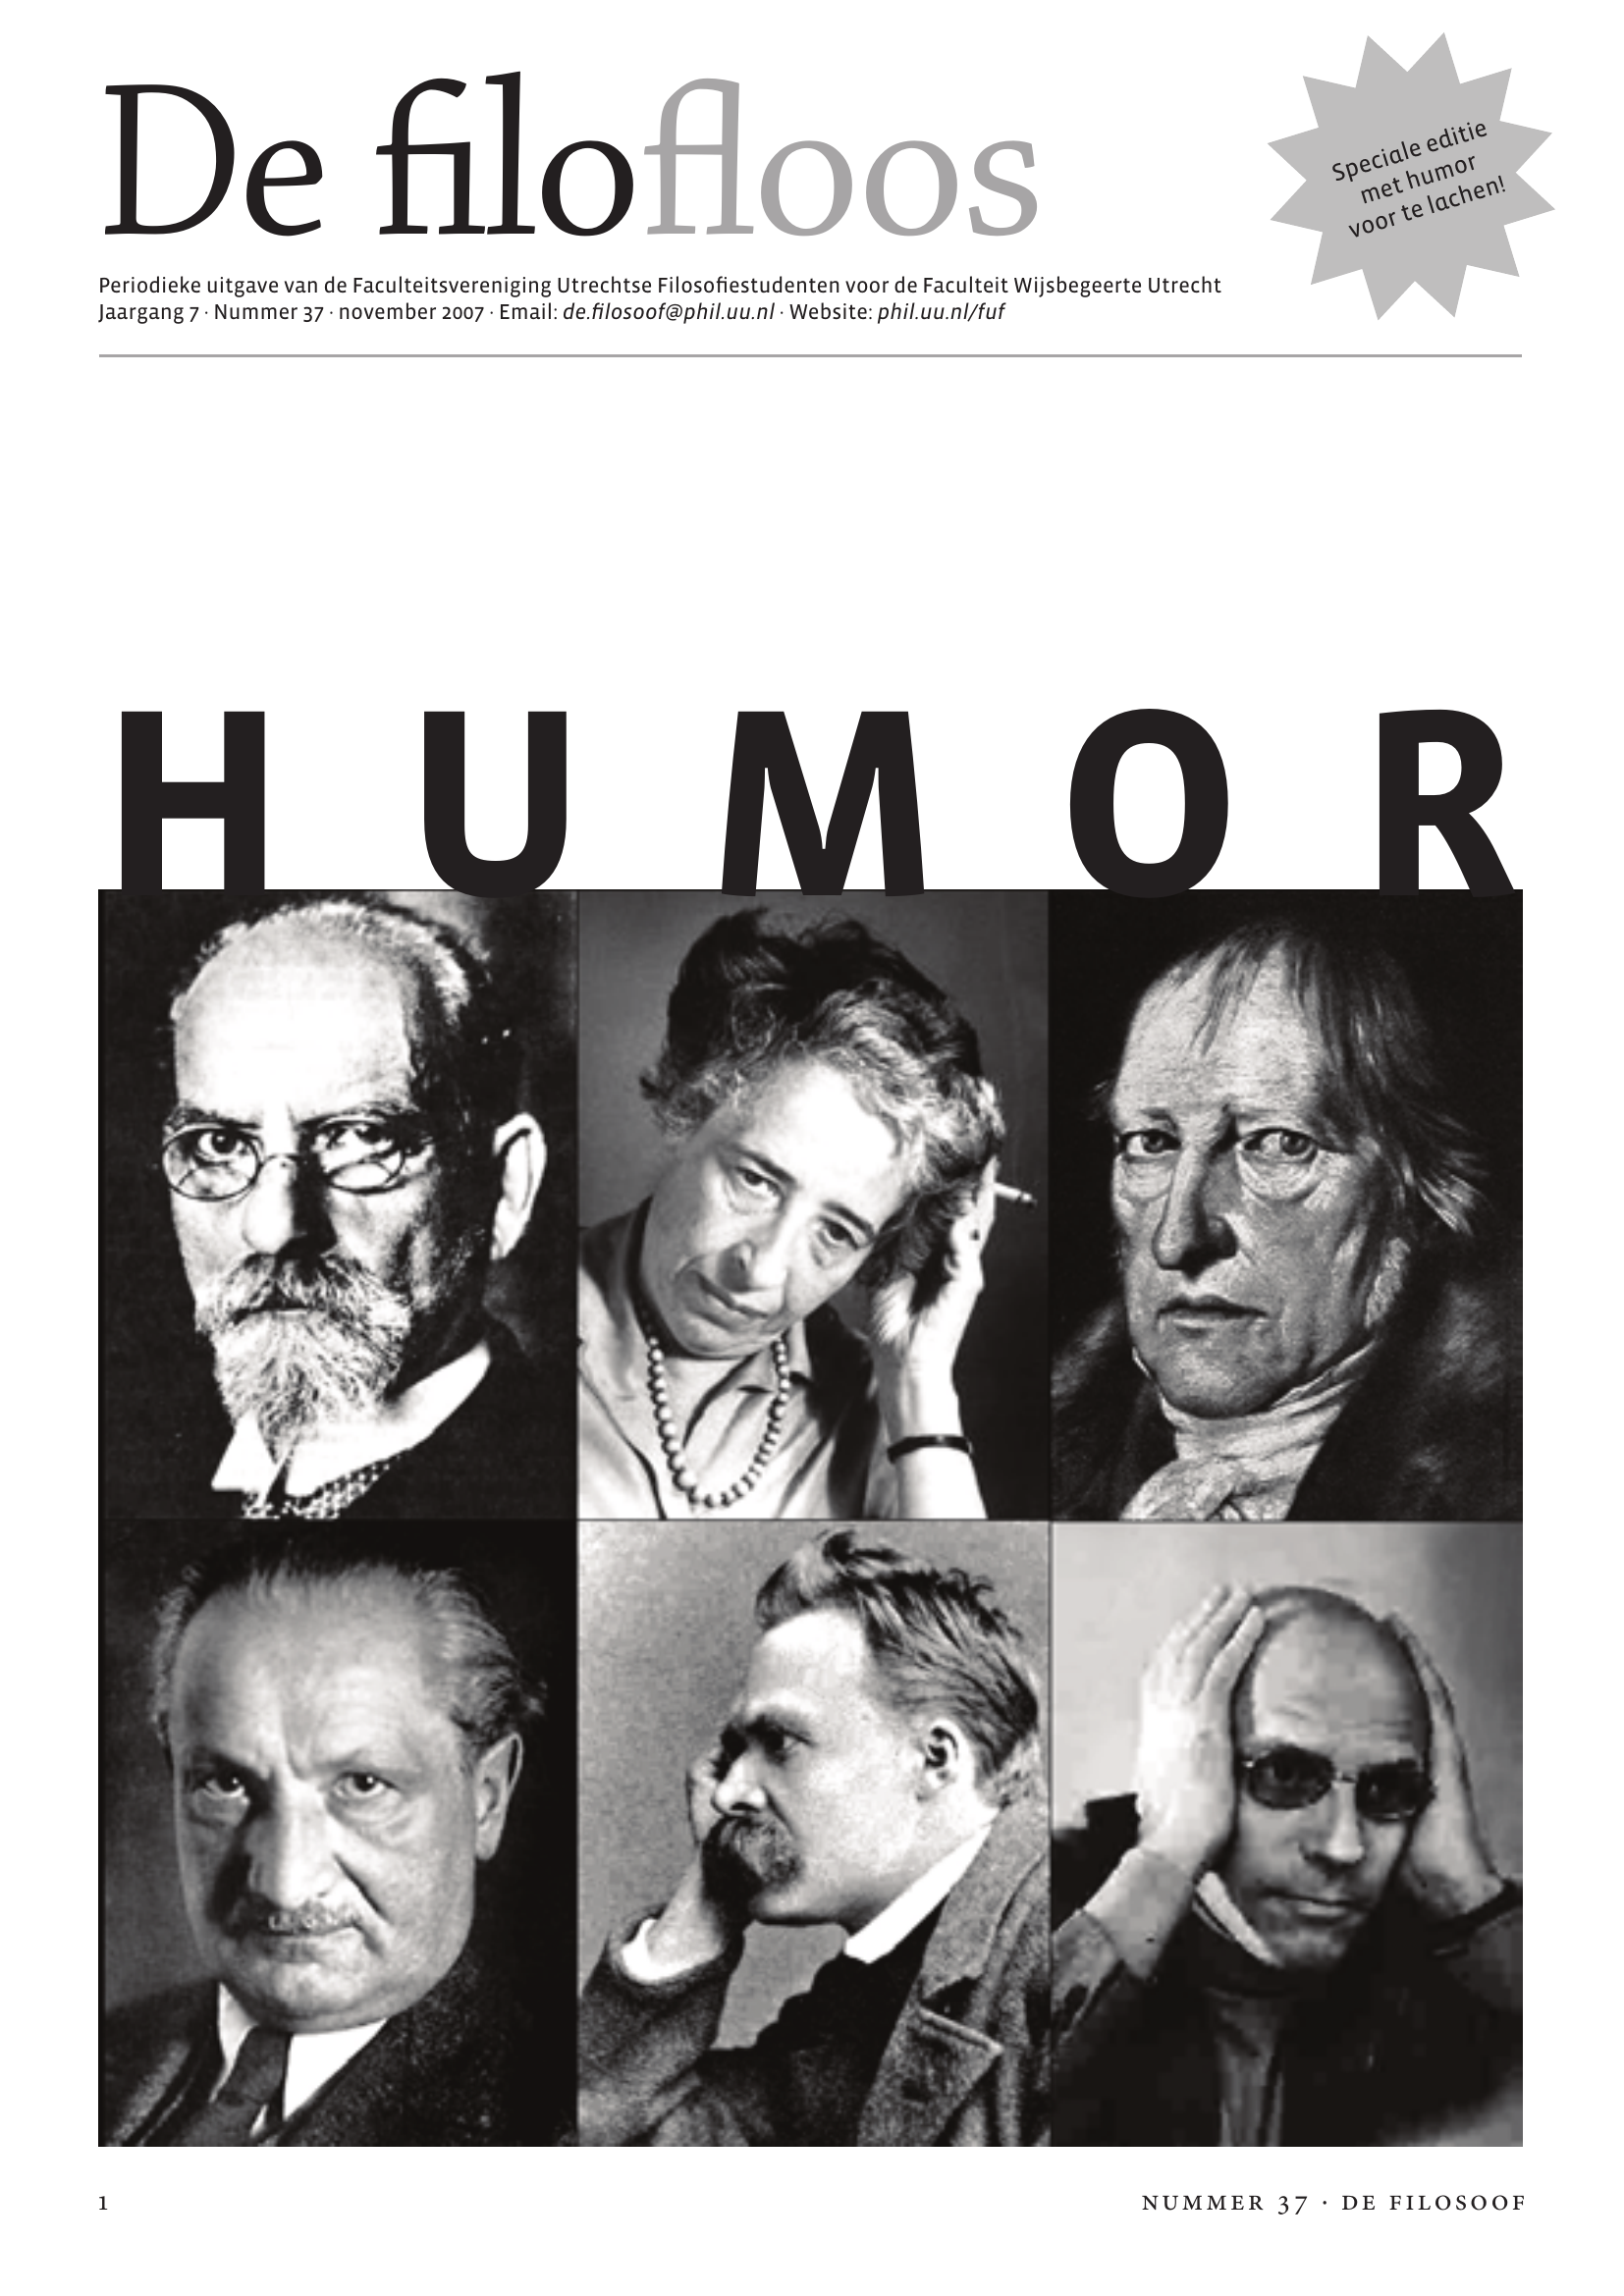 De filofloos
Speciale editie
met humor
voor te lachen!
Periodieke uitgave van de Faculteitsvereniging Utrechtse Filosofiestudenten voor de Faculteit Wijsbegeerte Utrecht
Jaargang 7 · Nummer 37 · november 2007 · Email: de.filosoof@phil.uu.nl · Website: phil.uu.nl/fuf
HUMOR
1
NUMMER 37 · DE FILOSOOF